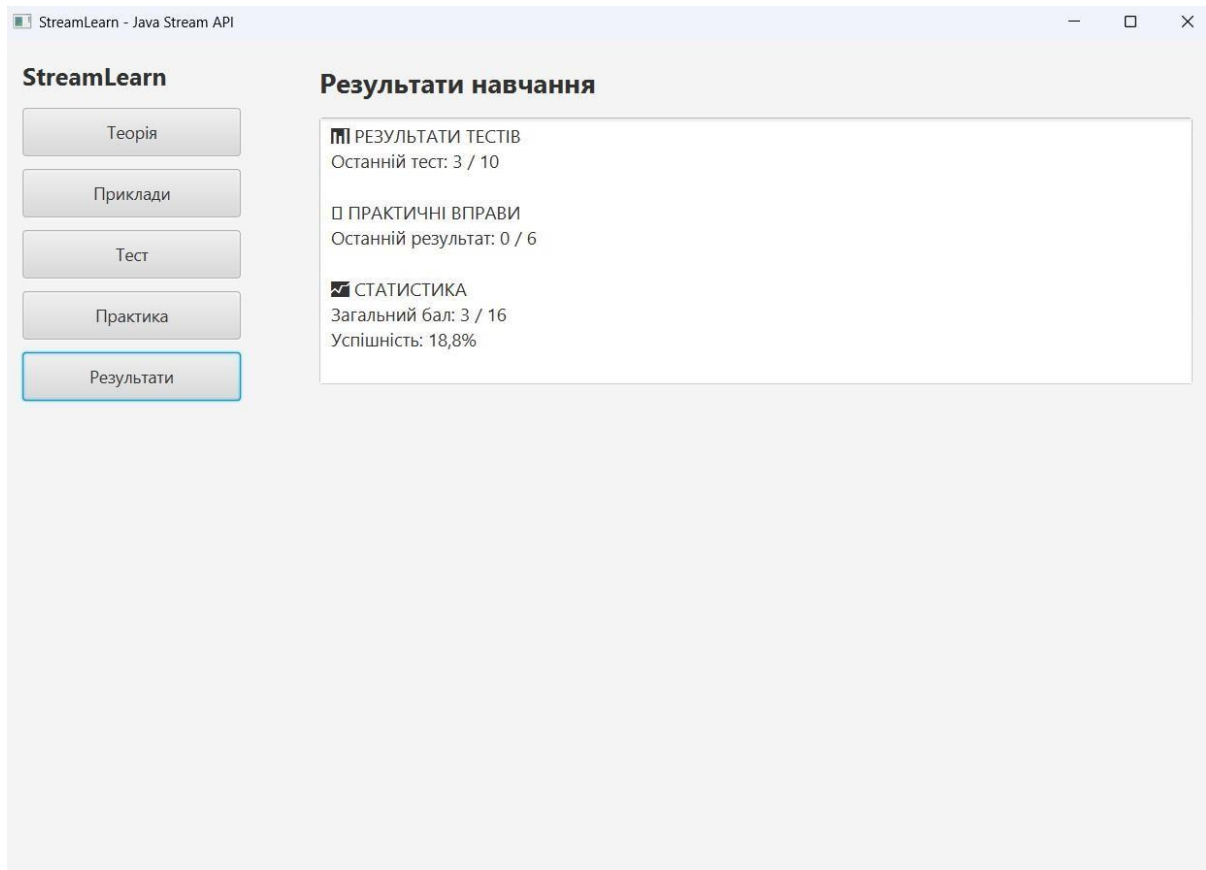 StreamLearn - Java Stream API
StreamLearn
Теорія
Приклади
Тест
Практика
Результати
Результати навчання
РЕЗУЛЬТАТИ ТЕСТІВ
Останній тест: 3 / 10
ПРАКТИЧНІ ВПРАВИ
Останній результат: 0 / 6
СТАТИСТИКА
Загальний бал: 3 / 16
Успішність: 18,8%